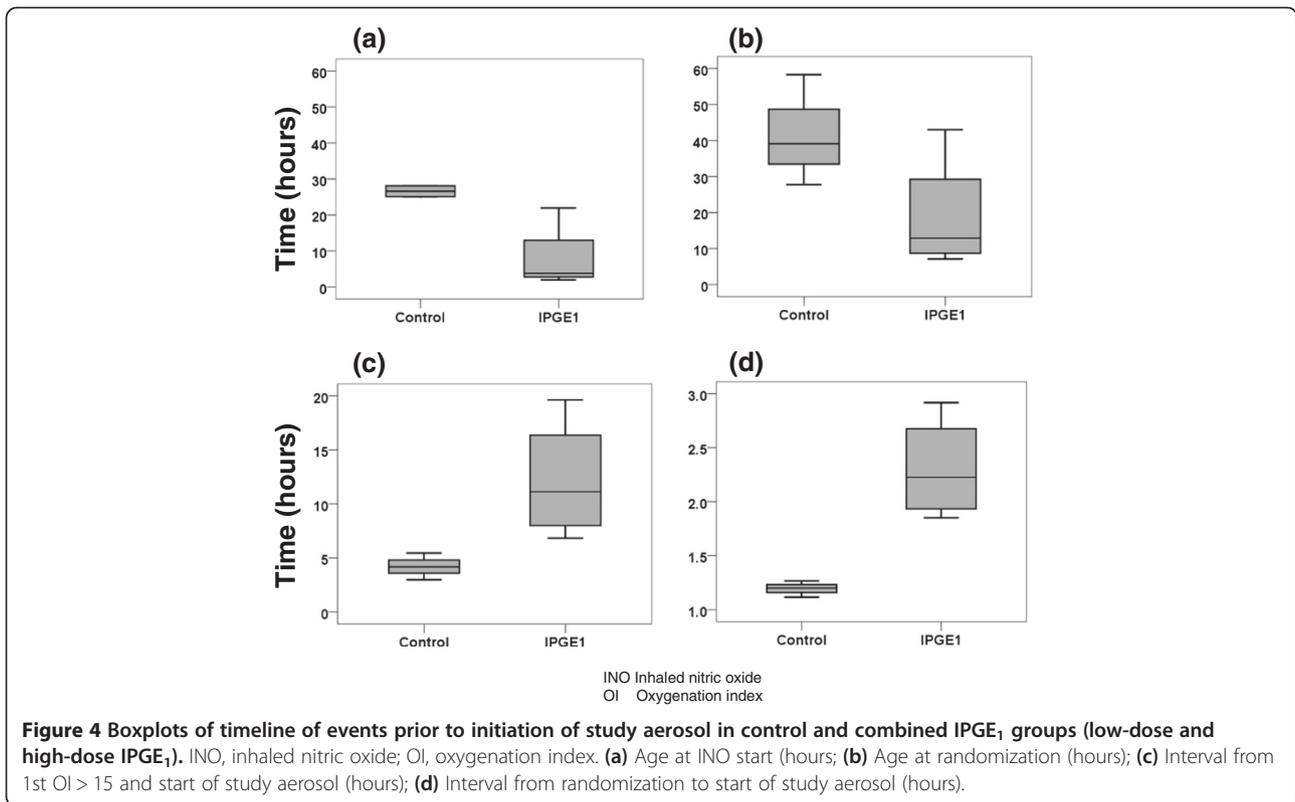 (a)
Time (hours)
60
50
40
30
20
10
0
Control IPGE1
(b)
60
50
40
30
20
10
0
Control IPGE1
(c)
Time (hours)
20
15
10
5
0
Control IPGE1
(d)
3.0
2.5
2.0
1.5
1.0
Control IPGE1
INO Inhaled nitric oxide
OI Oxygenation index
Figure 4 Boxplots of timeline of events prior to initiation of study aerosol in control and combined IPGE₁ groups (low-dose and
high-dose IPGE₁). INO, inhaled nitric oxide; OI, oxygenation index. (a) Age at INO start (hours; (b) Age at randomization (hours); (c) Interval from
1st OI > 15 and start of study aerosol (hours); (d) Interval from randomization to start of study aerosol (hours).